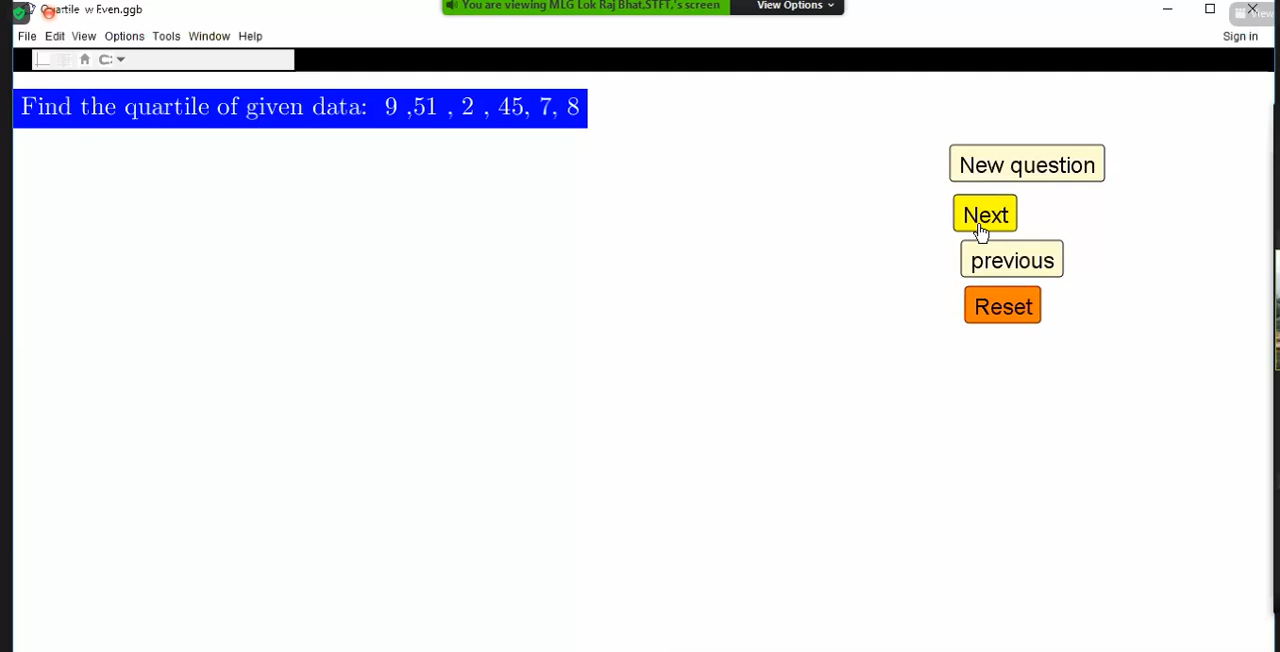 Quartile w Even.ggb
You are viewing MLG Lok Raj Bhat,STFT,'s screen
View Options
View
File Edit View Options Tools Window Help
Sign in
Find the quartile of given data: 9 ,51 , 2 , 45, 7, 8
New question
Next
previous
Reset